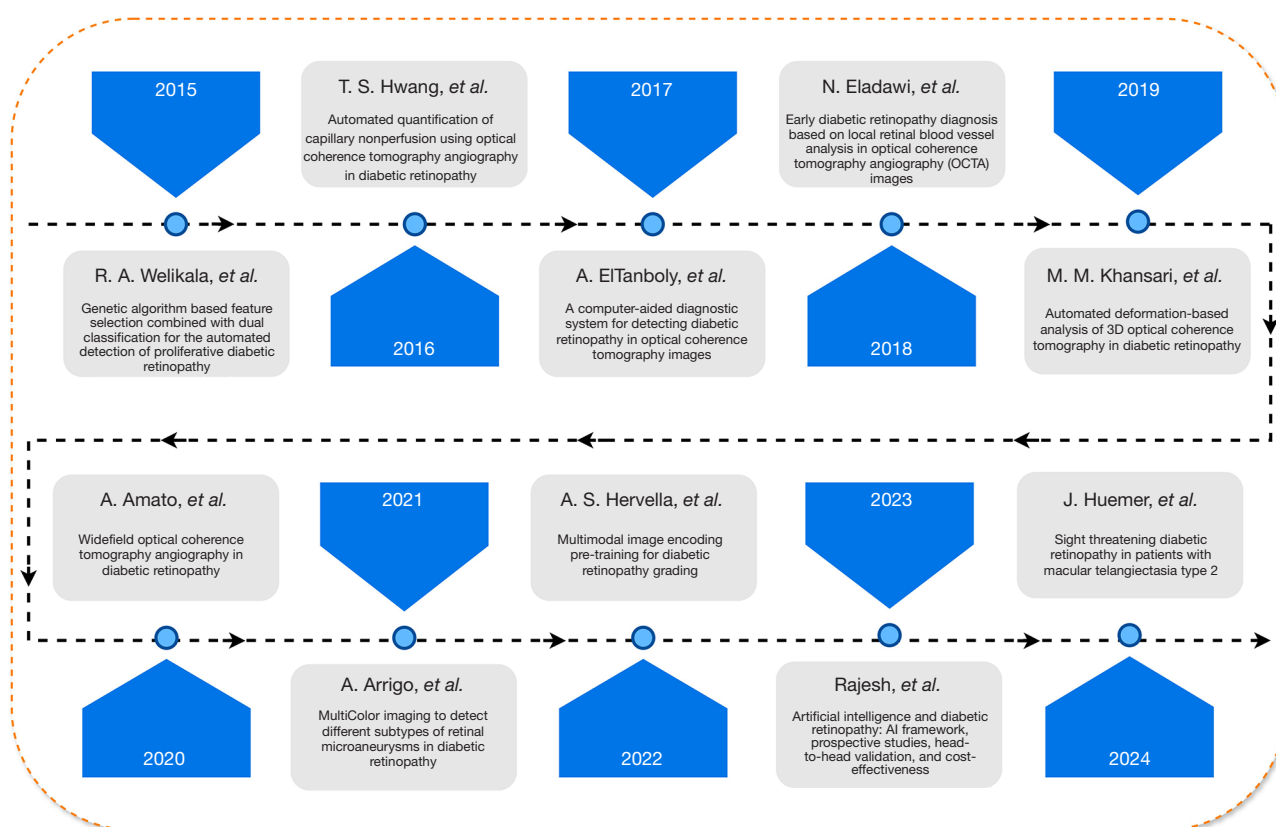 2015
T. S. Hwang, et al.
Automated quantification of
capillary nonperfusion using optical
coherence tomography angiography
in diabetic retinopathy
2017
N. Eladawi, et al.
Early diabetic retinopathy diagnosis
based on local retinal blood vessel
analysis in optical coherence
tomography angiography (OCTA)
images
2019
R. A. Welikala, et al.
Genetic algorithm based feature
selection combined with dual
classification for the automated
detection of proliferative diabetic
retinopathy
2016
A. ElTanboly, et al.
A computer-aided diagnostic
system for detecting diabetic
retinopathy in optical coherence
tomography images
2018
M. M. Khansari, et al.
Automated deformation-based
analysis of 3D optical coherence
tomography in diabetic retinopathy
A. Amato, et al.
Widefield optical coherence
tomography angiography in
diabetic retinopathy
2021
A. S. Hervella, et al.
Multimodal image encoding
pre-training for diabetic
retinopathy grading
2023
J. Huemer, et al.
Sight threatening diabetic
retinopathy in patients with
macular telangiectasia type 2
2020
A. Arrigo, et al.
MultiColor imaging to detect
different subtypes of retinal
microaneurysms in diabetic
retinopathy
2022
Rajesh, et al.
Artificial intelligence and diabetic
retinopathy: AI framework,
prospective studies, head-
to-head validation, and cost-
effectiveness
2024